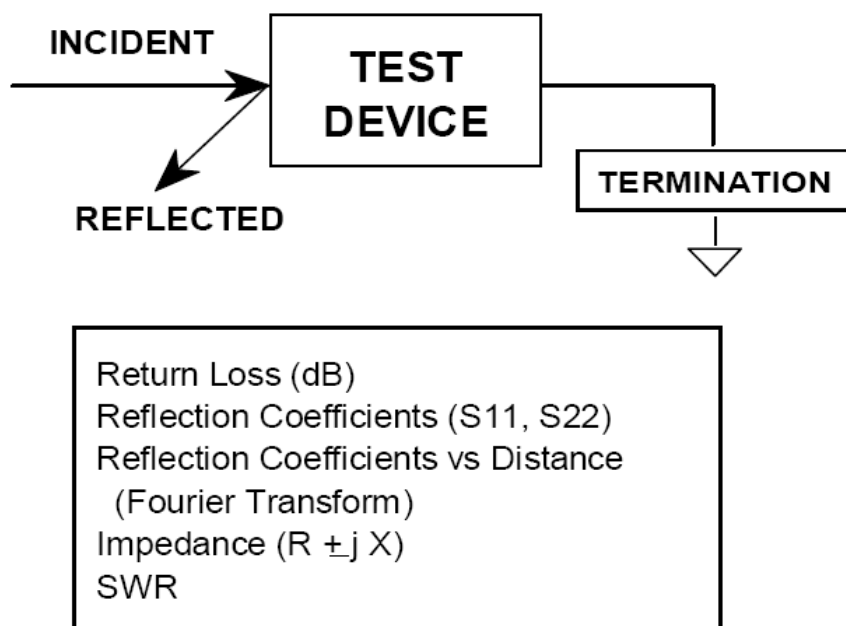 INCIDENT
TEST
DEVICE
TERMINATION
REFLECTED
Return Loss (dB)
Reflection Coefficients (S11, S22)
Reflection Coefficients vs Distance
(Fourier Transform)
Impedance (R ± j X)
SWR